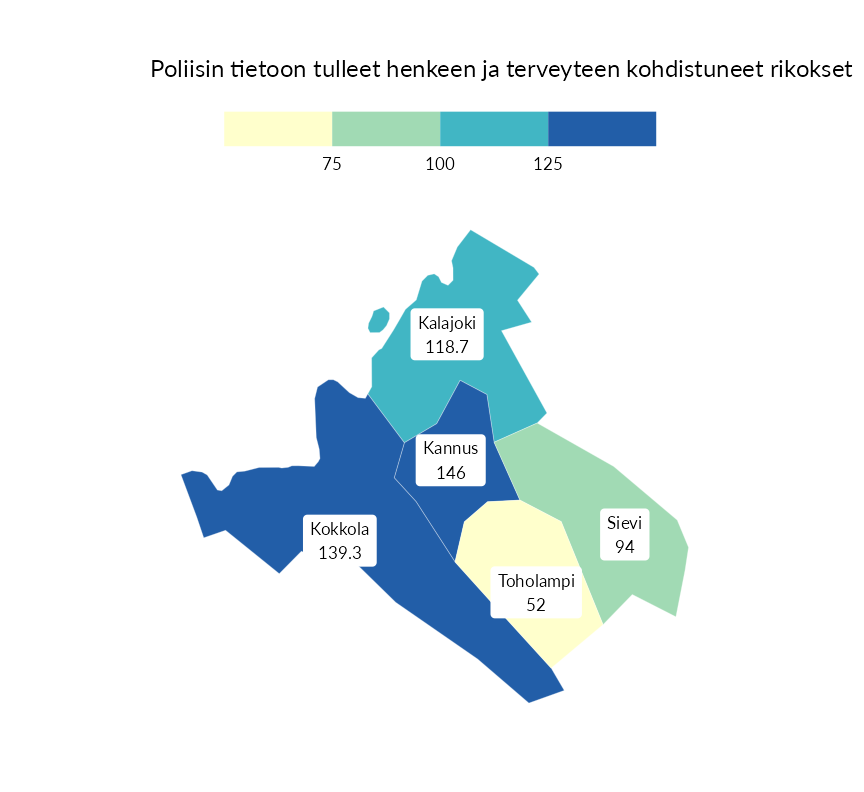 Poliisin tietoon tulleet henkeen ja terveyteen kohdistuneet rikokset
75 100 125
Kalajoki
118.7
Kannus
146
Kokkola
139.3
Sievi
94
Toholampi
52